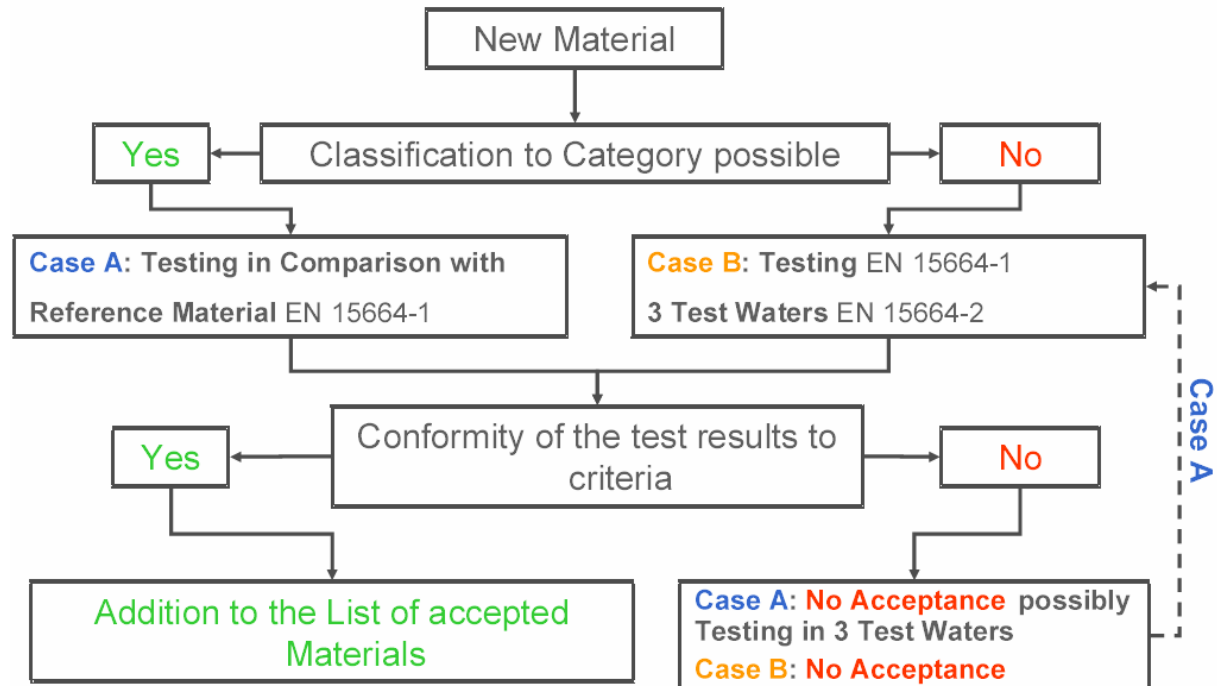 New Material
Yes
Classification to Category possible
No
Case A: Testing in Comparison with
Reference Material EN 15664-1
Case B: Testing EN 15664-1
3 Test Waters EN 15664-2
Case A
Yes
Conformity of the test results to
criteria
No
Addition to the List of accepted
Materials
Case A: No Acceptance possibly
Testing in 3 Test Waters
Case B: No Acceptance